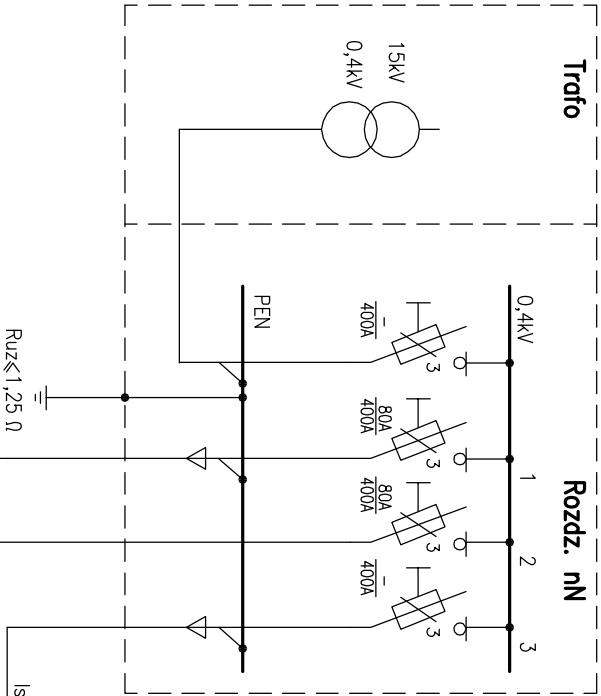 Trafo
15kV
0,4kV
Rozdz. nN
0,4kV
1
2
3
-
400A
3
80A
400A
3
80A
400A
3
-
400A
3
PEN
Ruz⩽1,25 Ω
Is